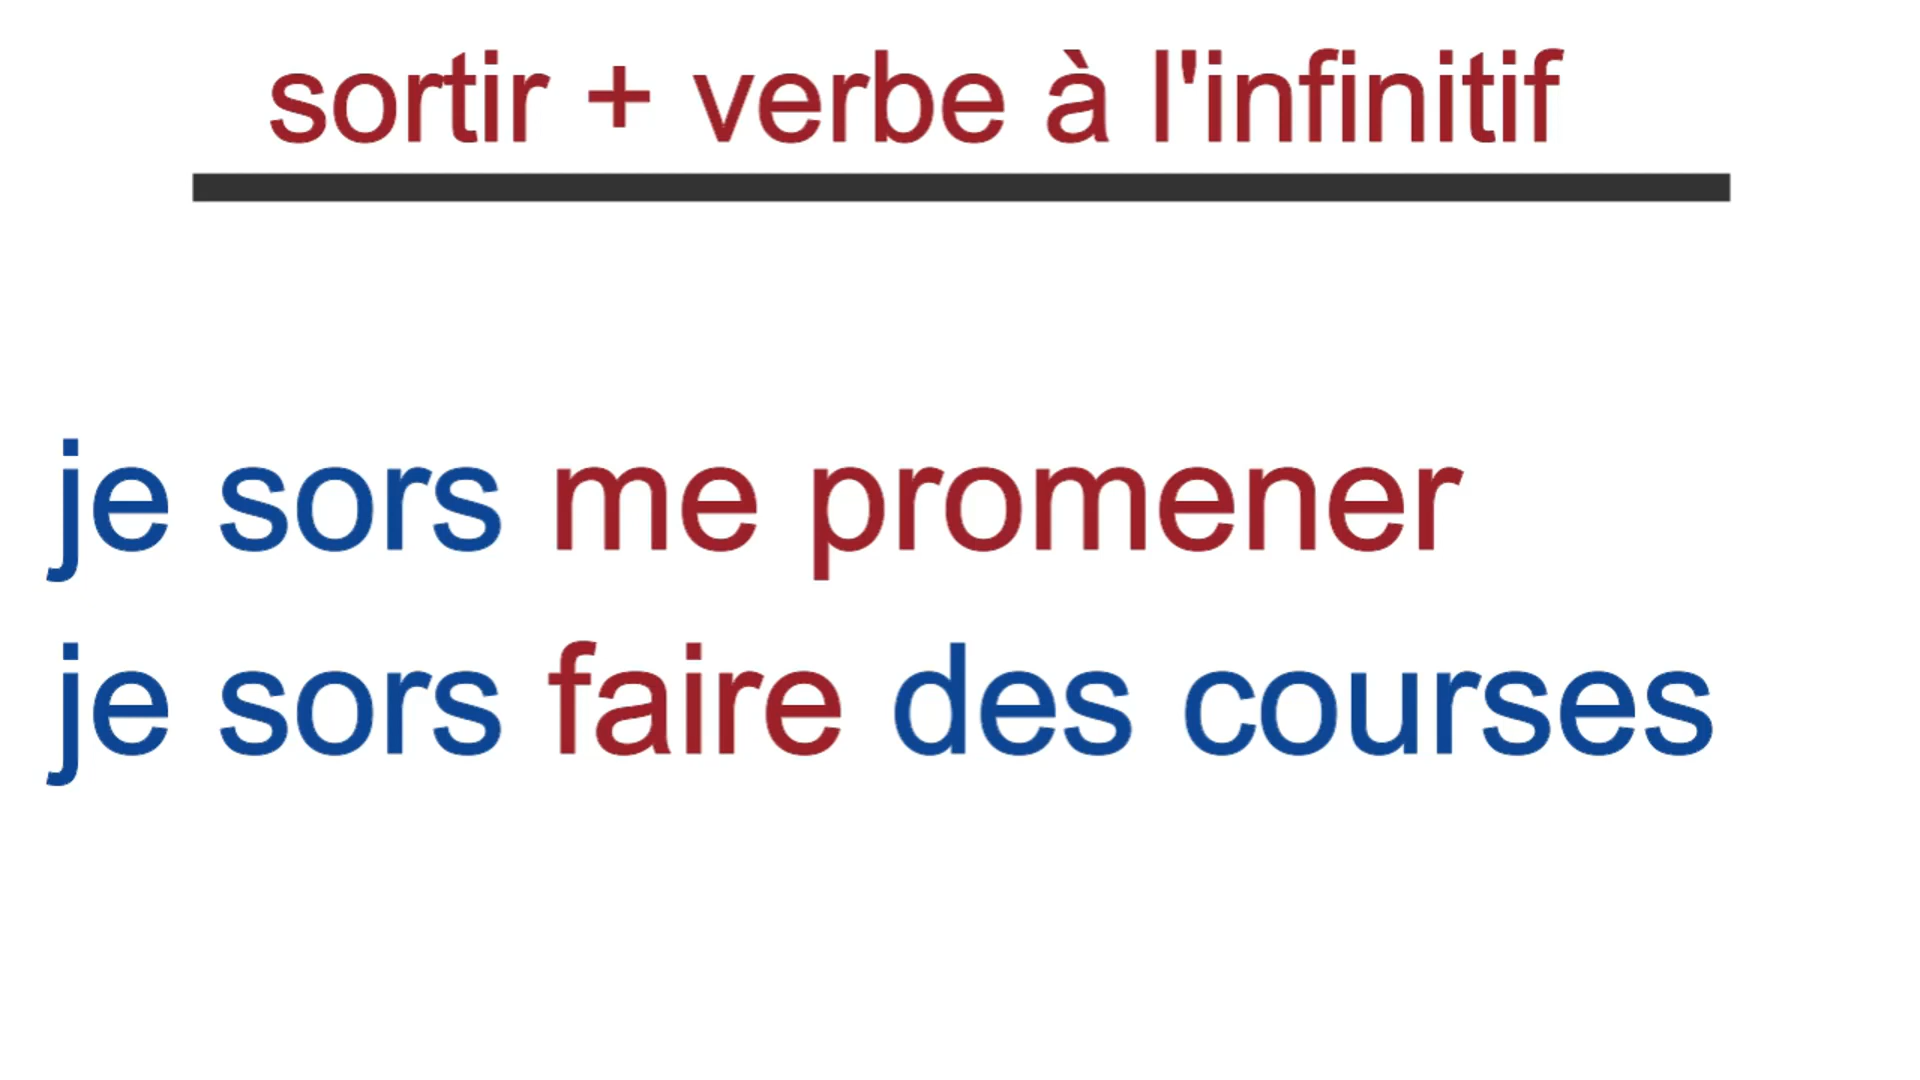 sortir + verbe à l'infinitif
je sors me promener
je sors faire des courses